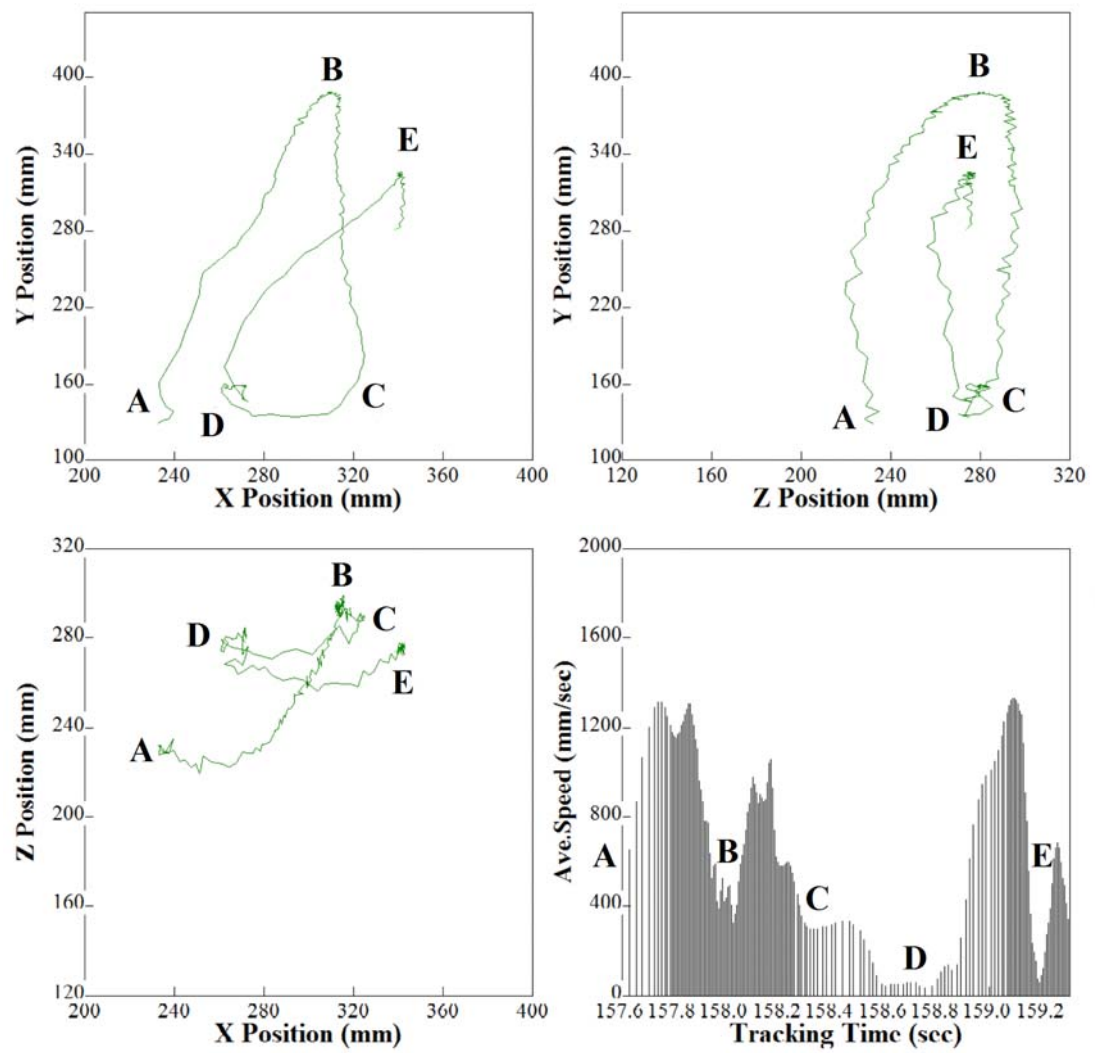 400
340
280
220
160
100
Y Position (mm)
A
B
C
D
E
200 240 280 320 360 400
X Position (mm)
400
340
280
220
160
100
Y Position (mm)
A
B
C
D
E
120 160 200 240 280 320
Z Position (mm)
320
280
240
200
160
120
Z Position (mm)
A
B
C
D
E
200 240 280 320 360 400
X Position (mm)
2000
1600
1200
800
400
0
Ave.Speed (mm/sec)
A
B
C
D
E
157.6 157.8 158.0 158.2 158.4 158.6 158.8 159.0 159.2
Tracking Time (sec)